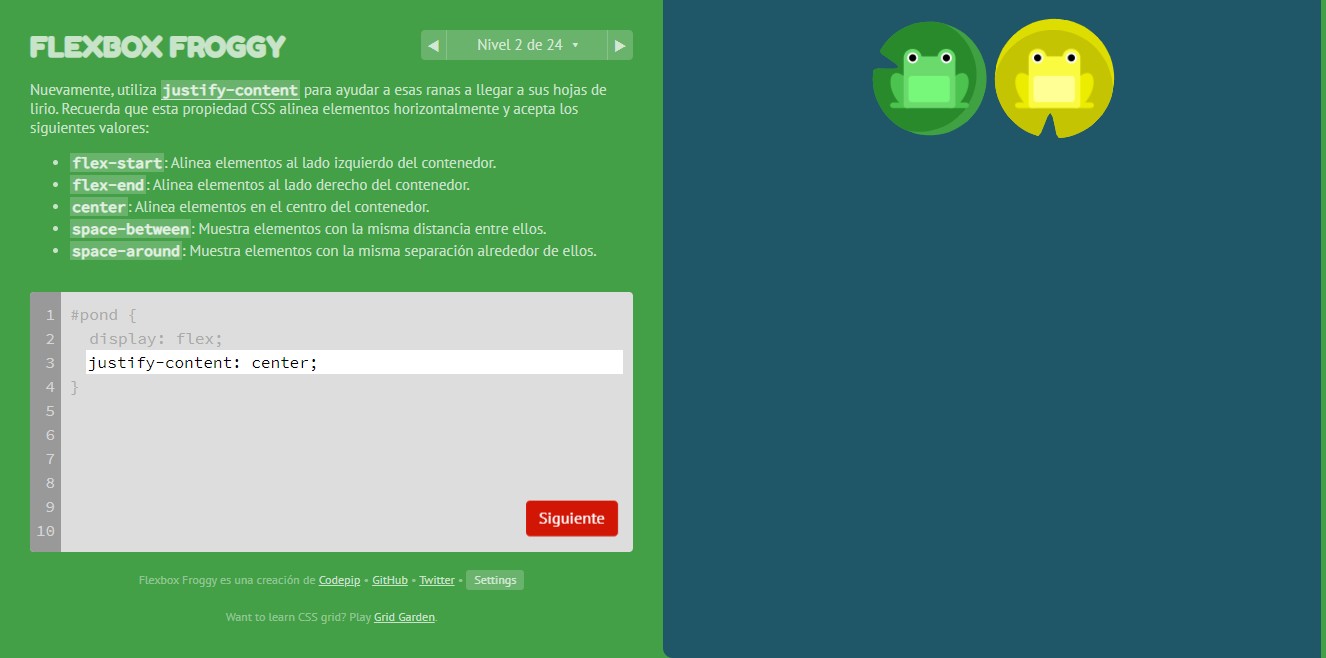 FLEXBOX FROGGY
◀ Nivel 2 de 24 ▾ ▶
Nuevamente, utiliza justify-content para ayudar a esas ranas a llegar a sus hojas de
lirio. Recuerda que esta propiedad CSS alinea elementos horizontalmente y acepta los
siguientes valores:
• flex-start: Alinea elementos al lado izquierdo del contenedor.
• flex-end: Alinea elementos al lado derecho del contenedor.
• center: Alinea elementos en el centro del contenedor.
• space-between: Muestra elementos con la misma distancia entre ellos.
• space-around: Muestra elementos con la misma separación alrededor de ellos.
1 #pond {
2 display: flex;
3 justify-content: center;
4 }
5
6
7
8
9
10
Siguiente
Flexbox Froggy es una creación de Codepip • GitHub • Twitter • Settings
Want to learn CSS grid? Play Grid Garden.